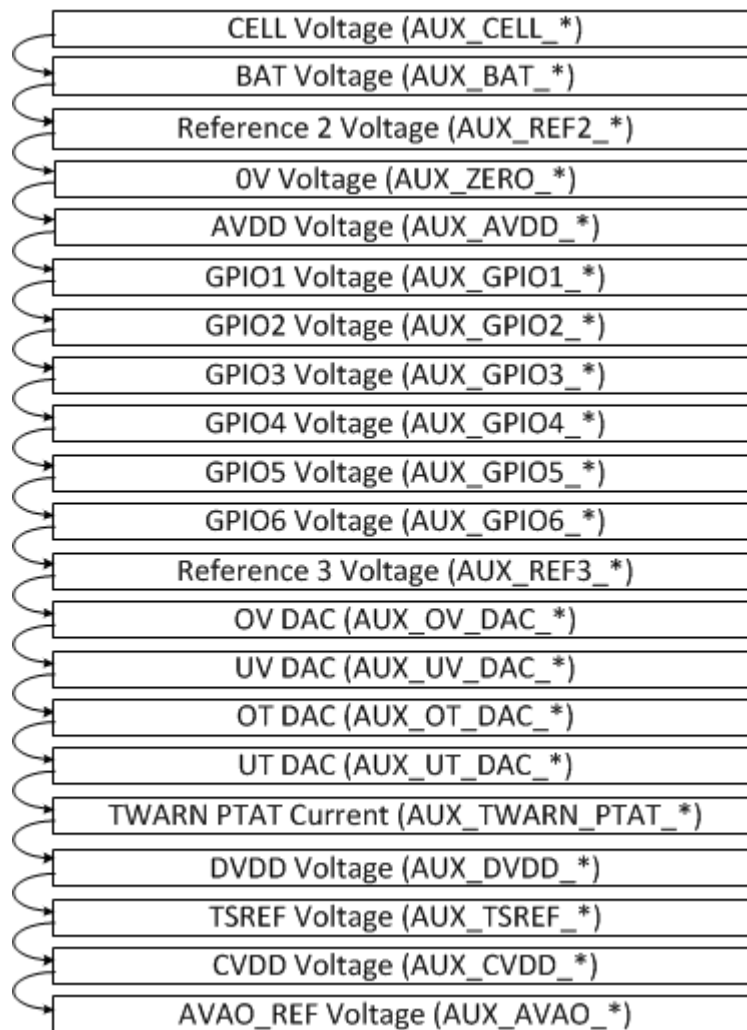 CELL Voltage (AUX_CELL_*)
BAT Voltage (AUX_BAT_*)
Reference 2 Voltage (AUX_REF2_*)
0V Voltage (AUX_ZERO_*)
AVDD Voltage (AUX_AVDD_*)
GPIO1 Voltage (AUX_GPIO1_*)
GPIO2 Voltage (AUX_GPIO2_*)
GPIO3 Voltage (AUX_GPIO3_*)
GPIO4 Voltage (AUX_GPIO4_*)
GPIO5 Voltage (AUX_GPIO5_*)
GPIO6 Voltage (AUX_GPIO6_*)
Reference 3 Voltage (AUX_REF3_*)
OV DAC (AUX_OV_DAC_*)
UV DAC (AUX_UV_DAC_*)
OT DAC (AUX_OT_DAC_*)
UT DAC (AUX_UT_DAC_*)
TWARN PTAT Current (AUX_TWARN_PTAT_*)
DVDD Voltage (AUX_DVDD_*)
TSREF Voltage (AUX_TSREF_*)
CVDD Voltage (AUX_CVDD_*)
AVAO_REF Voltage (AUX_AVAO_*)